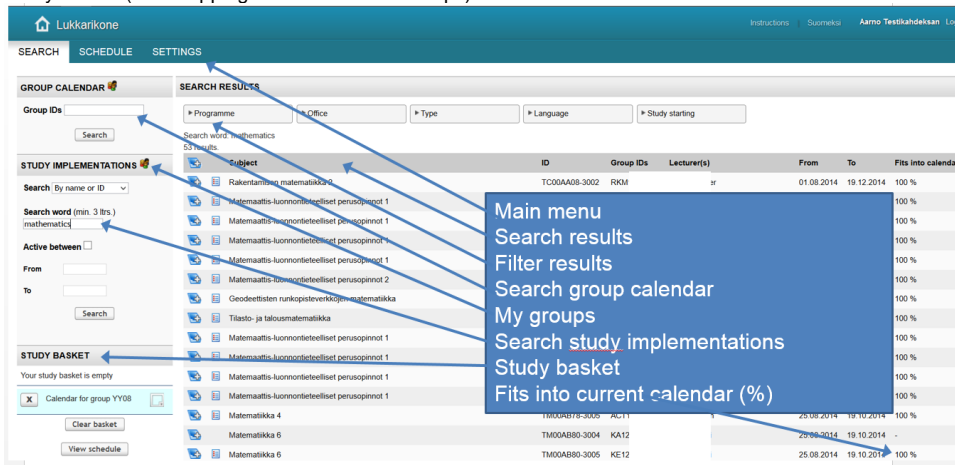 Lukkarikone
Instructions Suomeksi Aarno Testikahdeksan
SEARCH SCHEDULE SETTINGS
GROUP CALENDAR
Group IDs
Search
STUDY IMPLEMENTATIONS
Search By name or ID
Search word (min. 3 ltrs.)
mathematics
Active between
From
To
Search
STUDY BASKET
Your study basket is empty
X Calendar for group YY08
Clear basket
View schedule
SEARCH RESULTS
Programme Office Type Language Study starting
Search word: mathematics
53 results.
Subject ID Group IDs Lecturer(s) From To Fits into calenda
Rakentamisen matematiikka 2 TC00AA08-3002 RKM 01.08.2014 19.12.2014 100 %
Matemaattis-luonnontieteelliset perusopinnot 1 100 %
Matemaattis-luonnontieteelliset perusopinnot 1 100 %
Matemaattis-luonnontieteelliset perusopinnot 1 100 %
Matemaattis-luonnontieteelliset perusopinnot 1 100 %
Matemaattis-luonnontieteelliset perusopinnot 2 100 %
Geodeettisten runkopisteverkkojen matematiikka 100 %
Tilasto- ja talousmatematiikka 100 %
Matemaattis-luonnontieteelliset perusopinnot 1 100 %
Matemaattis-luonnontieteelliset perusopinnot 1 100 %
Matemaattis-luonnontieteelliset perusopinnot 1 100 %
Matemaattis-luonnontieteelliset perusopinnot 1 100 %
Matematiikka 4 TM00AB78-3005 ACT1 25.08.2014 19.10.2014 100 %
Matematiikka 6 TM00AB80-3004 KA12 25.08.2014 19.10.2014 -
Matematiikka 6 TM00AB80-3005 KE12 25.08.2014 19.10.2014 100 %
Main menu
Search results
Filter results
Search group calendar
My groups
Search study implementations
Study basket
Fits into current calendar (%)